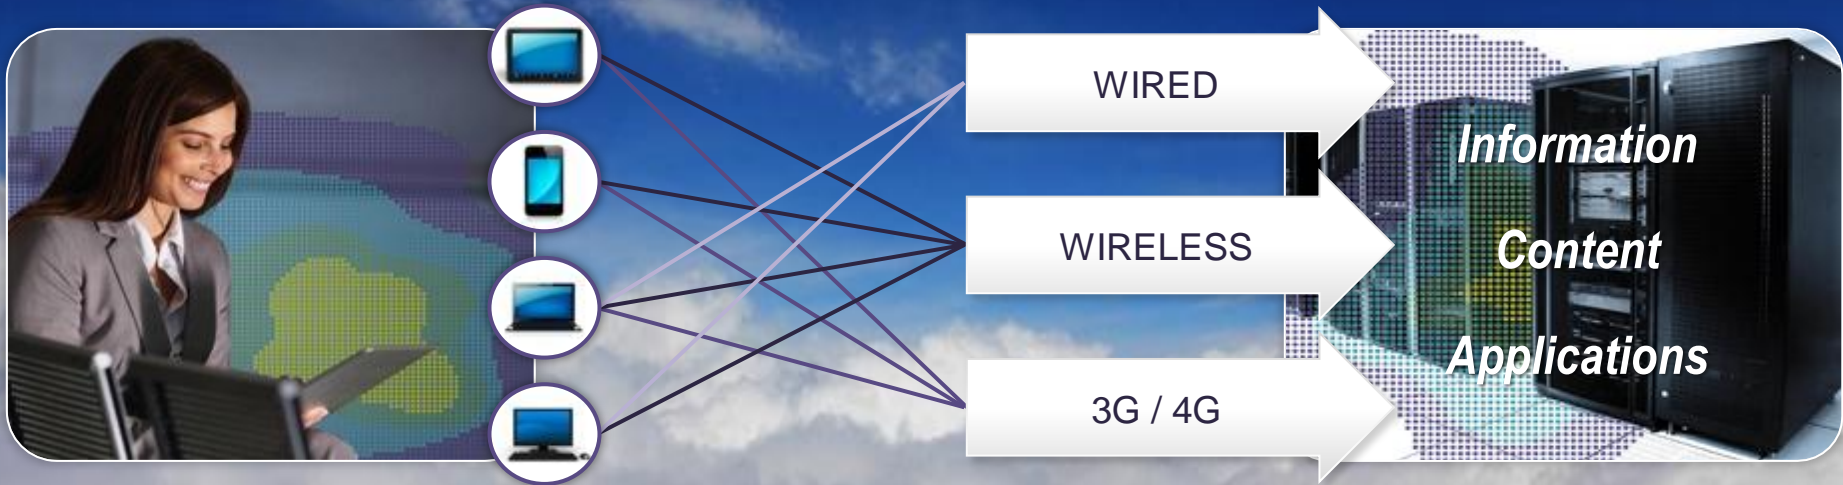 WIRED
WIRELESS
3G / 4G
Information
Content
Applications